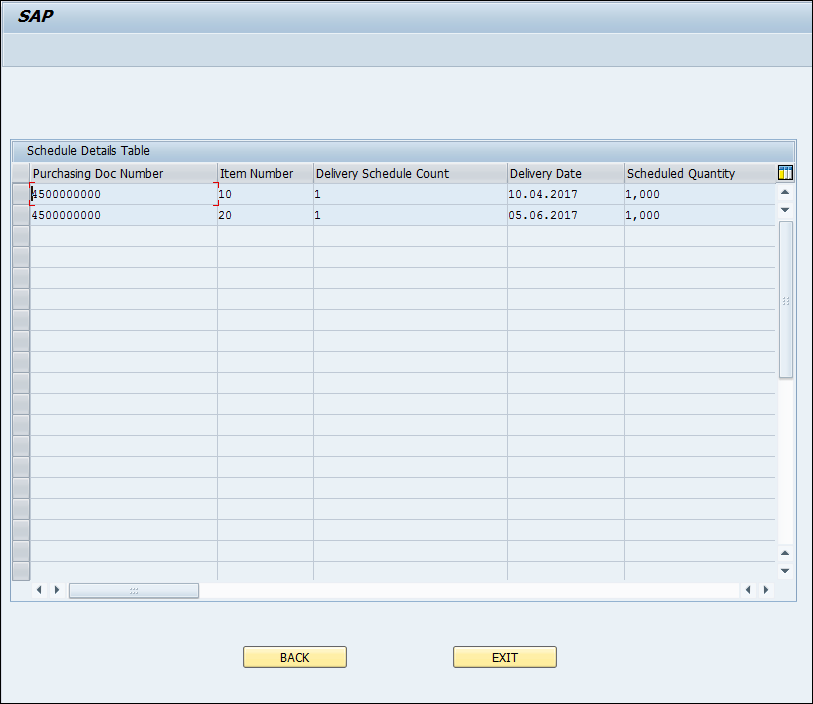 SAP
Schedule Details Table
Purchasing Doc Number Item Number Delivery Schedule Count Delivery Date Scheduled Quantity
4500000000 10 1 10.04.2017 1,000
4500000000 20 1 05.06.2017 1,000
BACK EXIT